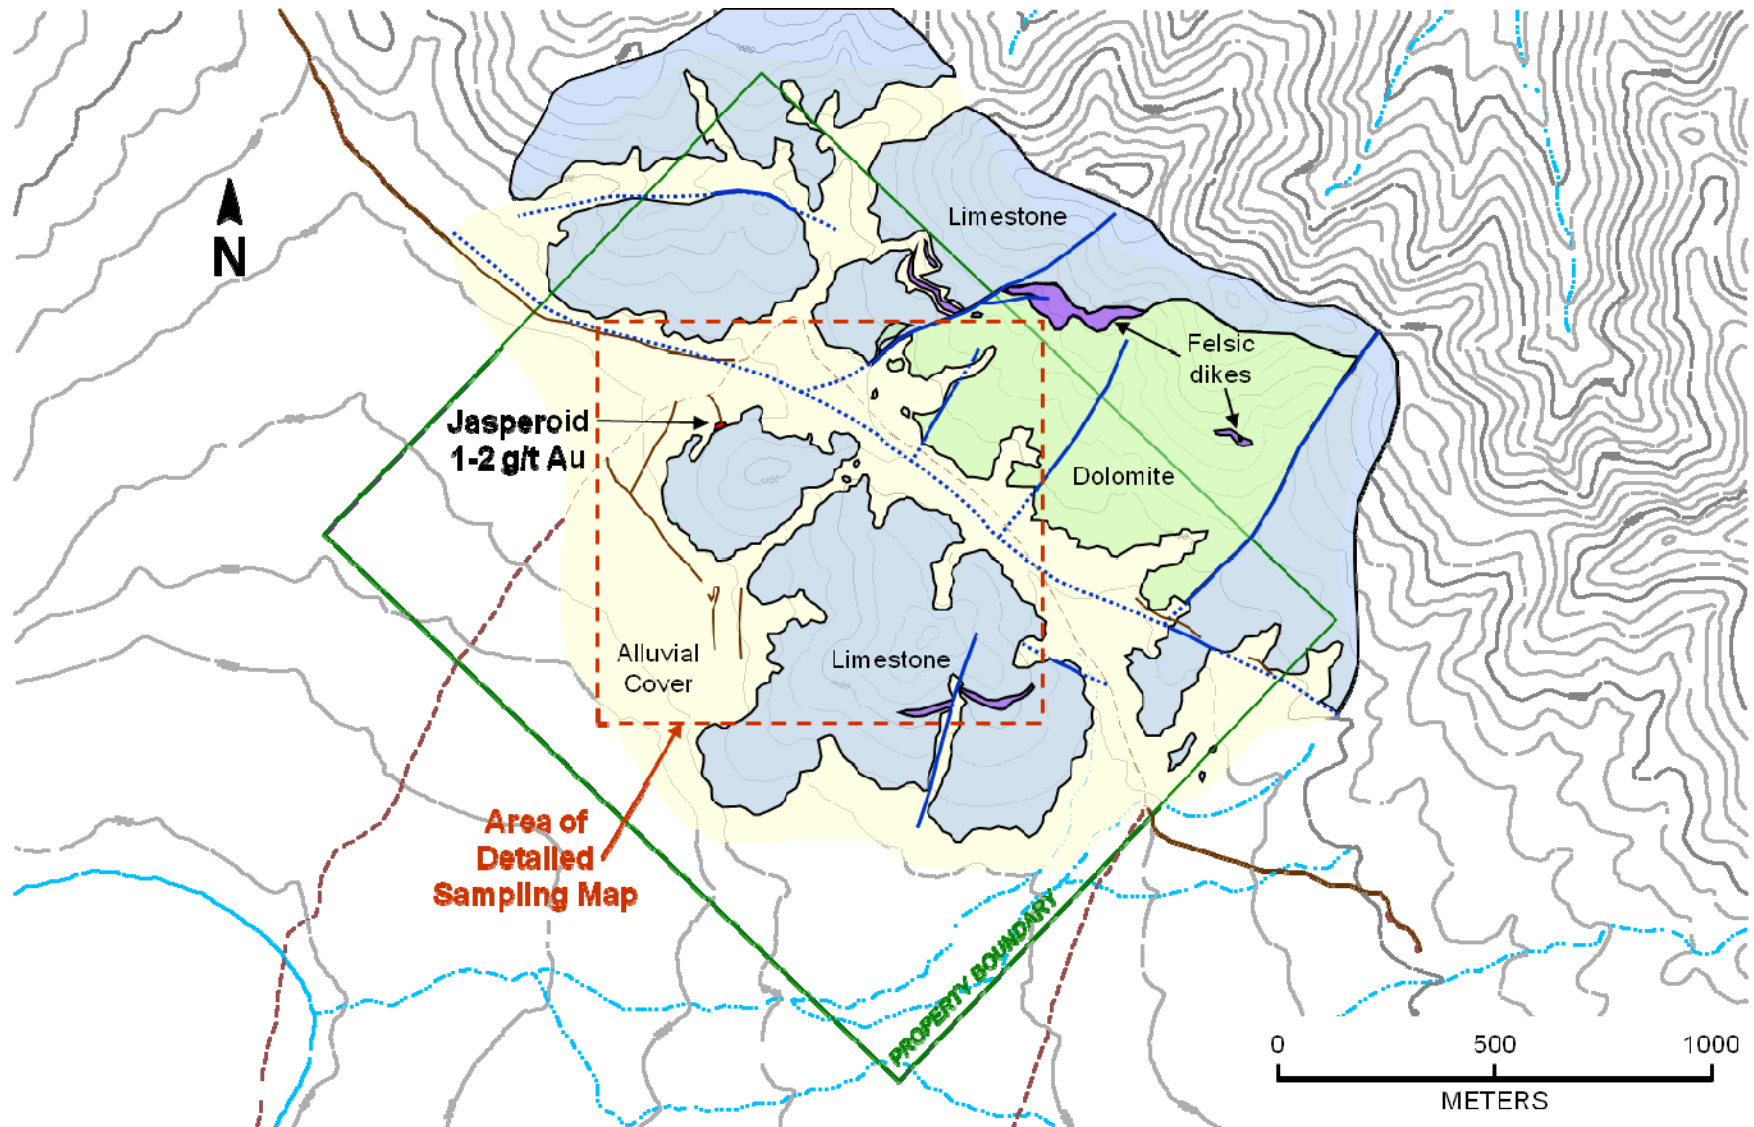 Limestone
N
Felsic
dikes
Jasperoid
1-2 g/t Au
Dolomite
Alluvial
Cover
Limestone
Area of
Detailed
Sampling Map
PROPERTY BOUNDARY
0 500 1000
METERS